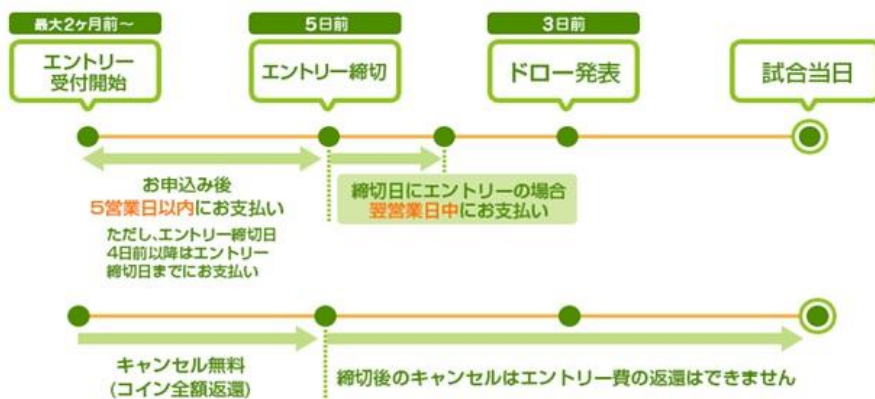 最大2ヶ月前～
5日前
3日前
エントリー
受付開始
エントリー締切
ドロー発表
試合当日
お申込み後
5営業日以内にお支払い
ただし、エントリー締切日
4日前以降はエントリー
締切日までにお支払い
締切日にエントリーの場合
翌営業日中にお支払い
キャンセル無料
(コイン全額返還)
締切後のキャンセルはエントリー費の返還はできません